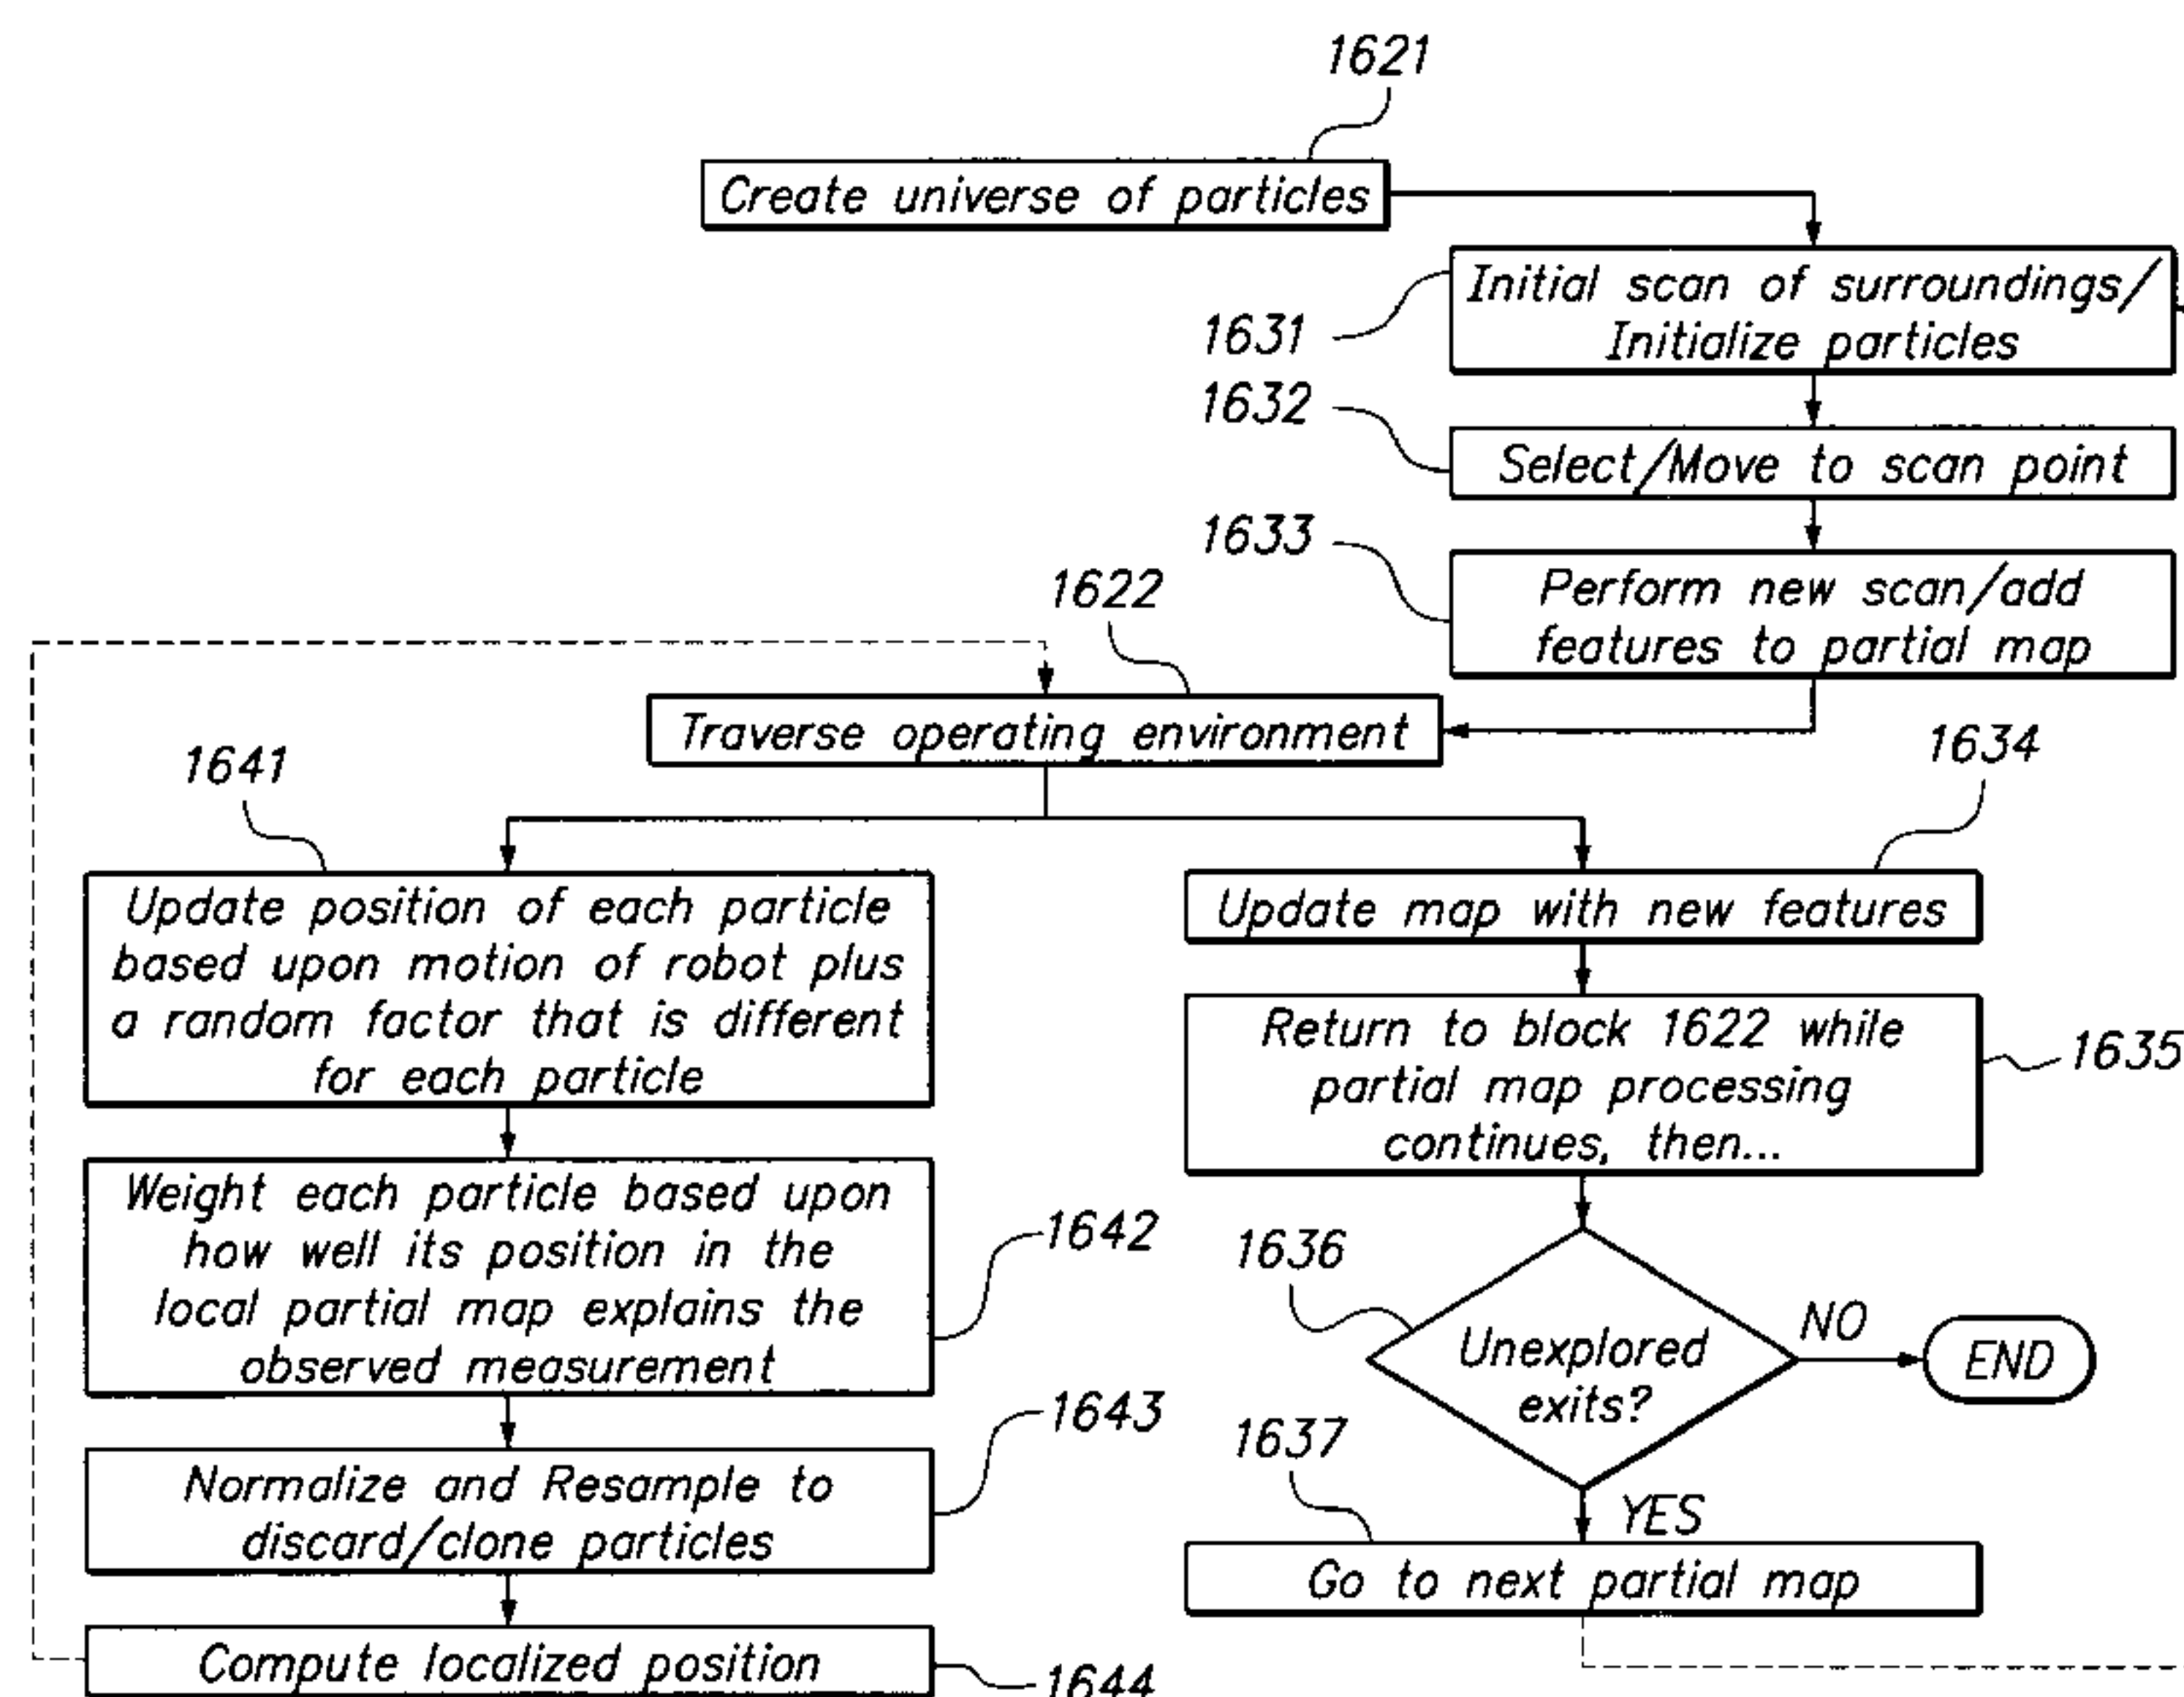 1621
Create universe of particles
Initial scan of surroundings/
Initialize particles
1631
1632
Select/Move to scan point
1633
Perform new scan/add
features to partial map
1622
Traverse operating environment
1634
1641
Update position of each particle
based upon motion of robot plus
a random factor that is different
for each particle
Update map with new features
Return to block 1622 while
partial map processing
continues, then...
1635
Weight each particle based upon
how well its position in the
local partial map explains the
observed measurement
1642
1636
Unexplored
exits?
NO
END
1643
1637
YES
Normalize and Resample to
discard/clone particles
Go to next partial map
Compute localized position
1644